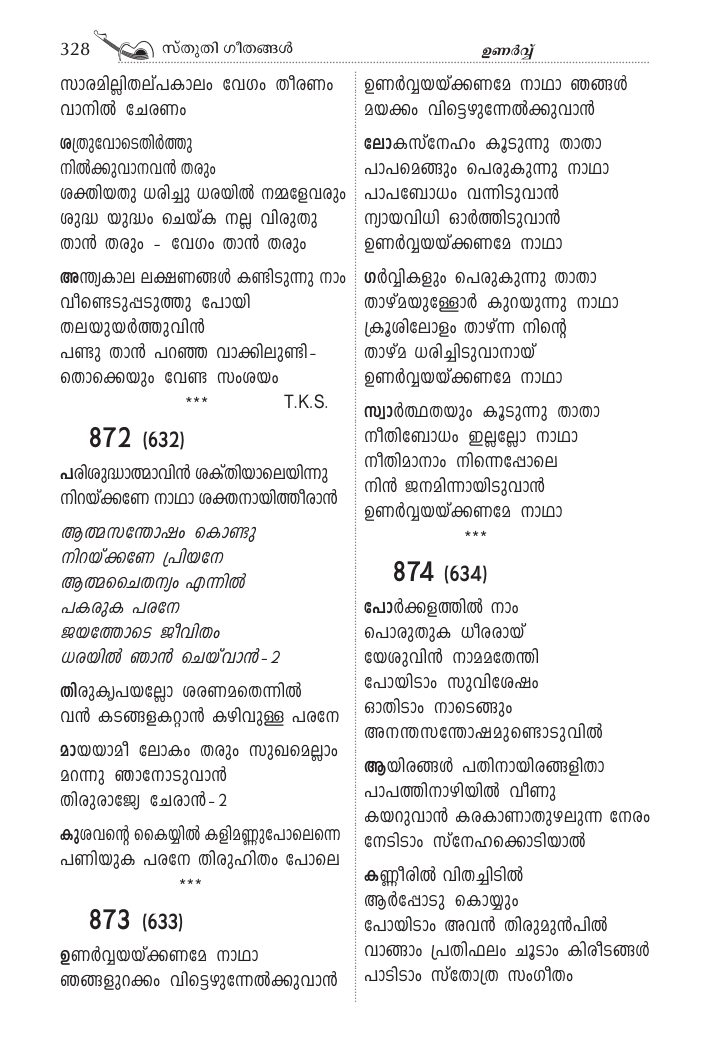 328 സ്തുതി ഗീതങ്ങൾ ഉണർവ്വ്
സാരമില്ലിതല്പകാലം വേഗം തീരണം
വാനിൽ ചേരണം
ശത്രുവോടെതിർത്തു
നിൽക്കുവാനവൻ തരും
ശക്തിയതു ധരിച്ചു ധരയിൽ നമ്മളേവരും
ശുദ്ധ യുദ്ധം ചെയ്ക നല്ല വിരുതു
താൻ തരും - വേഗം താൻ തരും
അന്ത്യകാല ലക്ഷണങ്ങൾ കണ്ടിടുന്നു നാം
വീണ്ടെടുപ്പടുത്തു പോയി
തലയുയർത്തുവിൻ
പണ്ടു താൻ പറഞ്ഞ വാക്കിലുണ്ടി-
തൊക്കെയും വേണ്ട സംശയം
*** T.K.S.
872 (632)
പരിശുദ്ധാത്മാവിൻ ശക്തിയാലെയിന്നു
നിറയ്ക്കണേ നാഥാ ശക്തനായിത്തീരാൻ
ആത്മസന്തോഷം കൊണ്ടു
നിറയ്ക്കണേ പ്രിയനേ
ആത്മചൈതന്യം എന്നിൽ
പകരുക പരനേ
ജയത്തോടെ ജീവിതം
ധരയിൽ ഞാൻ ചെയ്‌വാൻ-2
തിരുകൃപയല്ലോ ശരണമതെന്നിൽ
വൻ കടങ്ങളകറ്റാൻ കഴിവുള്ള പരനേ
മായയാമീ ലോകം തരും സുഖമെല്ലാം
മറന്നു ഞാനോടുവാൻ
തിരുരാജ്യേ ചേരാൻ-2
കുശവന്റെ കൈയ്യിൽ കളിമണ്ണുപോലെന്നെ
പണിയുക പരനേ തിരുഹിതം പോലെ
***
873 (633)
ഉണർവ്വയയ്ക്കണമേ നാഥാ
ഞങ്ങളുറക്കം വിട്ടെഴുന്നേൽക്കുവാൻ
ഉണർവ്വയയ്ക്കണമേ നാഥാ ഞങ്ങൾ
മയക്കം വിട്ടെഴുന്നേൽക്കുവാൻ
ലോകസ്നേഹം കൂടുന്നു താതാ
പാപമെങ്ങും പെരുകുന്നു നാഥാ
പാപബോധം വന്നിടുവാൻ
ന്യായവിധി ഓർത്തിടുവാൻ
ഉണർവ്വയയ്ക്കണമേ നാഥാ
ഗർവ്വികളും പെരുകുന്നു താതാ
താഴ്മയുള്ളോർ കുറയുന്നു നാഥാ
ക്രൂശിലോളം താഴ്ന്ന നിന്റെ
താഴ്മ ധരിച്ചിടുവാനായ്
ഉണർവ്വയയ്ക്കണമേ നാഥാ
സ്വാർത്ഥതയും കൂടുന്നു താതാ
നീതിബോധം ഇല്ലല്ലോ നാഥാ
നീതിമാനാം നിന്നെപ്പോലെ
നിൻ ജനമിന്നായിടുവാൻ
ഉണർവ്വയയ്ക്കണമേ നാഥാ
***
874 (634)
പോർക്കളത്തിൽ നാം
പൊരുതുക ധീരരായ്
യേശുവിൻ നാമമതേന്തി
പോയിടാം സുവിശേഷം
ഓതിടാം നാടെങ്ങും
അനന്തസന്തോഷമുണ്ടൊടുവിൽ
ആയിരങ്ങൾ പതിനായിരങ്ങളിതാ
പാപത്തിനാഴിയിൽ വീണു
കയറുവാൻ കരകാണാതുഴലുന്ന നേരം
നേടിടാം സ്നേഹക്കൊടിയാൽ
കണ്ണീരിൽ വിതച്ചിടിൽ
ആർപ്പോടു കൊയ്യും
പോയിടാം അവൻ തിരുമുൻപിൽ
വാങ്ങാം പ്രതിഫലം ചൂടാം കിരീടങ്ങൾ
പാടിടാം സ്തോത്ര സംഗീതം